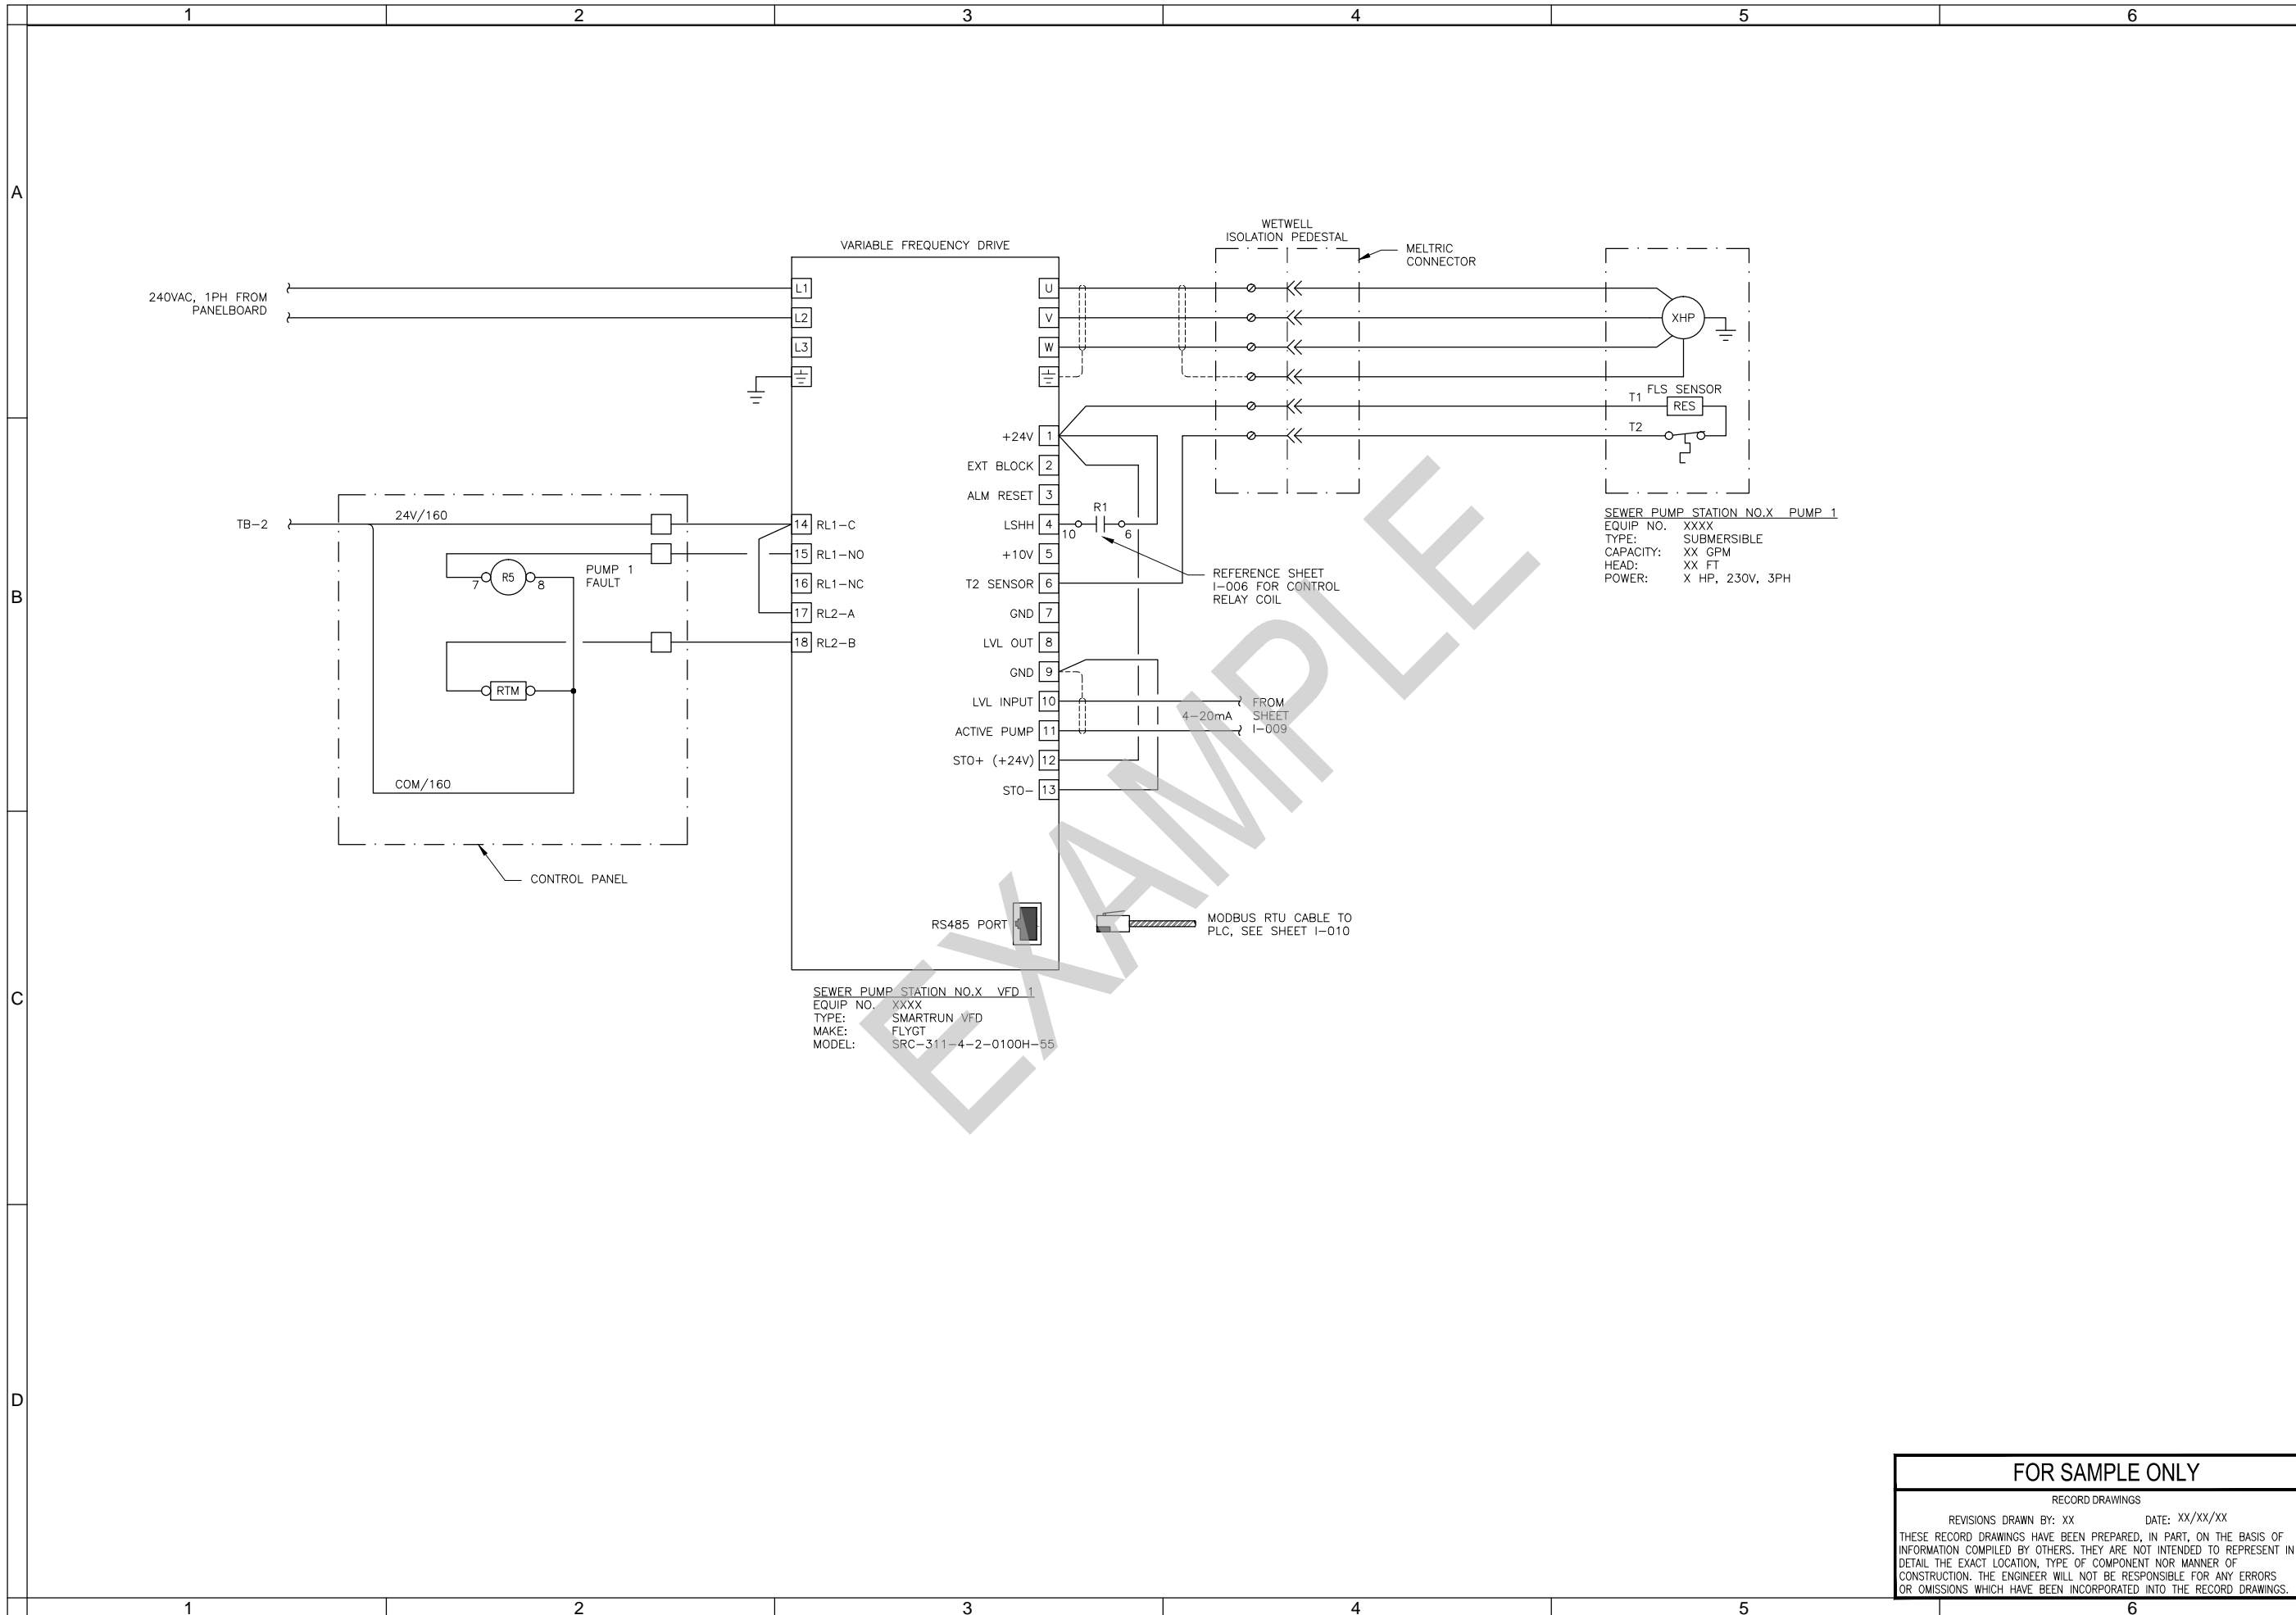 1 2 3 4 5 6
A
B
C
D
VARIABLE FREQUENCY DRIVE
240VAC, 1PH FROM
PANELBOARD
L1
L2
L3
U
V
W
WETWELL
ISOLATION PEDESTAL
MELTRIC
CONNECTOR
XHP
FLS SENSOR
T1
RES
T2
SEWER PUMP STATION NO.X PUMP 1
EQUIP NO. XXXX
TYPE: SUBMERSIBLE
CAPACITY: XX GPM
HEAD: XX FT
POWER: X HP, 230V, 3PH
+24V 1
EXT BLOCK 2
ALM RESET 3
LSHH 4
+10V 5
T2 SENSOR 6
GND 7
LVL OUT 8
GND 9
LVL INPUT 10
ACTIVE PUMP 11
STO+ (+24V) 12
STO- 13
R1
10 6
REFERENCE SHEET
I-006 FOR CONTROL
RELAY COIL
4-20mA
FROM
SHEET
I-009
14 RL1-C
15 RL1-NO
16 RL1-NC
17 RL2-A
18 RL2-B
TB-2
24V/160
7 R5 8
PUMP 1
FAULT
RTM
COM/160
CONTROL PANEL
RS485 PORT
MODBUS RTU CABLE TO
PLC, SEE SHEET I-010
SEWER PUMP STATION NO.X VFD 1
EQUIP NO. XXXX
TYPE: SMARTRUN VFD
MAKE: FLYGT
MODEL: SRC-311-4-2-0100H-55
EXAMPLE
FOR SAMPLE ONLY
RECORD DRAWINGS
REVISIONS DRAWN BY: XX DATE: XX/XX/XX
THESE RECORD DRAWINGS HAVE BEEN PREPARED, IN PART, ON THE BASIS OF
INFORMATION COMPILED BY OTHERS. THEY ARE NOT INTENDED TO REPRESENT IN
DETAIL THE EXACT LOCATION, TYPE OF COMPONENT NOR MANNER OF
CONSTRUCTION. THE ENGINEER WILL NOT BE RESPONSIBLE FOR ANY ERRORS
OR OMISSIONS WHICH HAVE BEEN INCORPORATED INTO THE RECORD DRAWINGS.
1 2 3 4 5 6